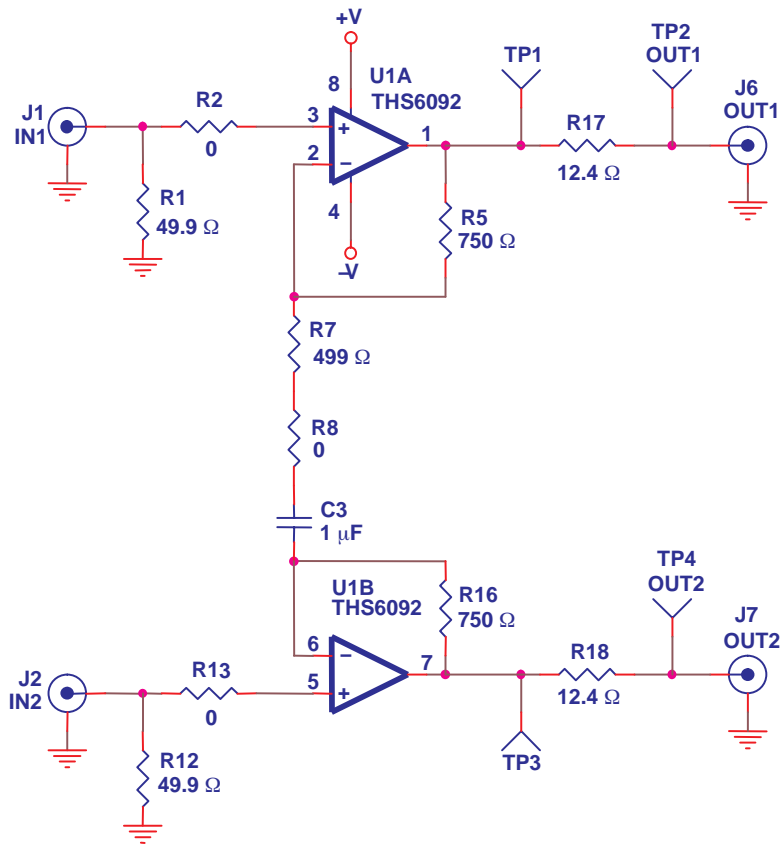 +V
TP1
TP2
OUT1
U1A
THS6092
8
J1
IN1
R2
0
3
+
2
−
1
J6
OUT1
R17
12.4 Ω
R1
49.9 Ω
4
−V
R5
750 Ω
R7
499 Ω
R8
0
C3
1 µF
TP4
OUT2
U1B
THS6092
R16
750 Ω
J7
OUT2
J2
IN2
R13
0
6
−
5
+
7
R18
12.4 Ω
R12
49.9 Ω
TP3